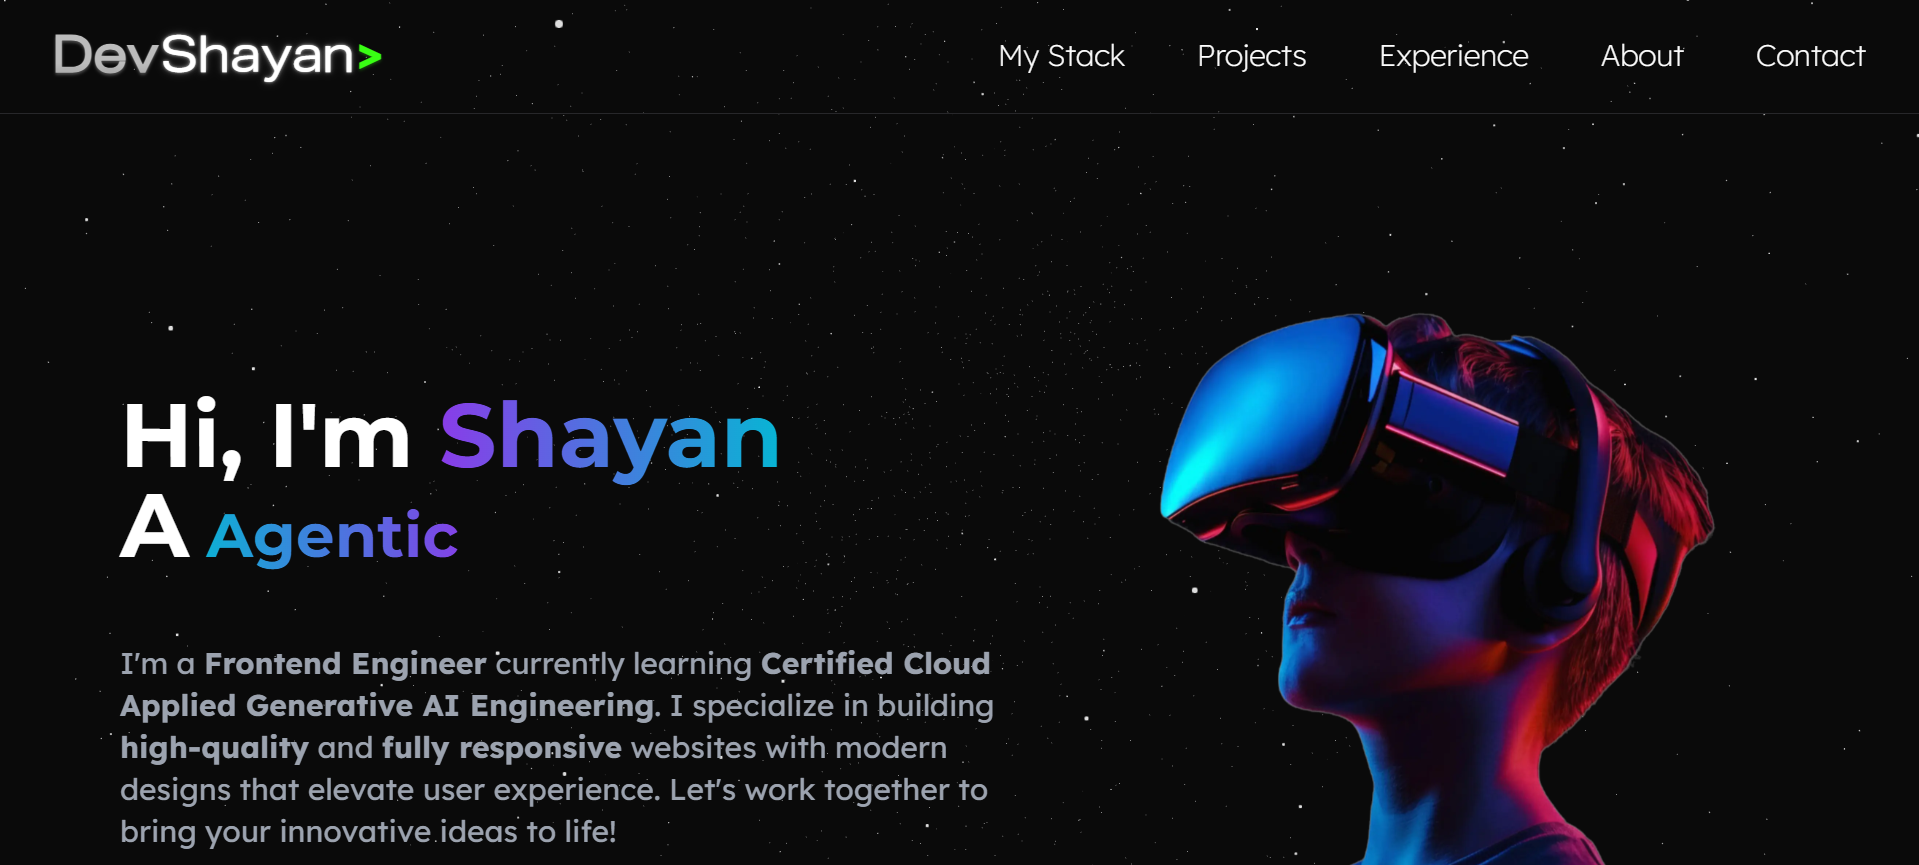 DevShayan>
My Stack Projects Experience About Contact
Hi, I'm Shayan
A Agentic
I'm a Frontend Engineer currently learning Certified Cloud
Applied Generative AI Engineering. I specialize in building
high-quality and fully responsive websites with modern
designs that elevate user experience. Let's work together to
bring your innovative ideas to life!